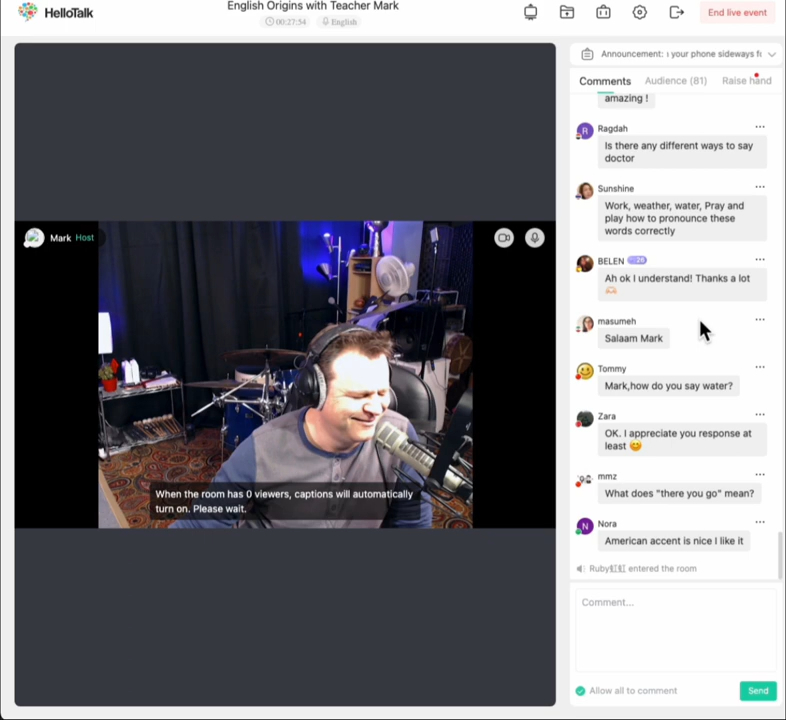 HelloTalk
English Origins with Teacher Mark
00:27:34
English
End live event
Mark Host
When the room has 0 viewers, captions will automatically
turn on. Please wait.
Announcement: your phone sideways
Comments
Audience (81)
Raise hand
amazing !
Ragdah
Is there any different ways to say
doctor
Sunshine
Work, weather, water, Pray and
play how to pronounce these
words correctly
BELEN
Ah ok I understand! Thanks a lot
🫶🏻
masumeh
Salaam Mark
Tommy
Mark,how do you say water?
Zara
OK. I appreciate you response at
least 😊
mmz
What does "there you go" mean?
N
Nora
American accent is nice I like it
Ruby虹虹 entered the room
Comment...
Allow all to comment
Send